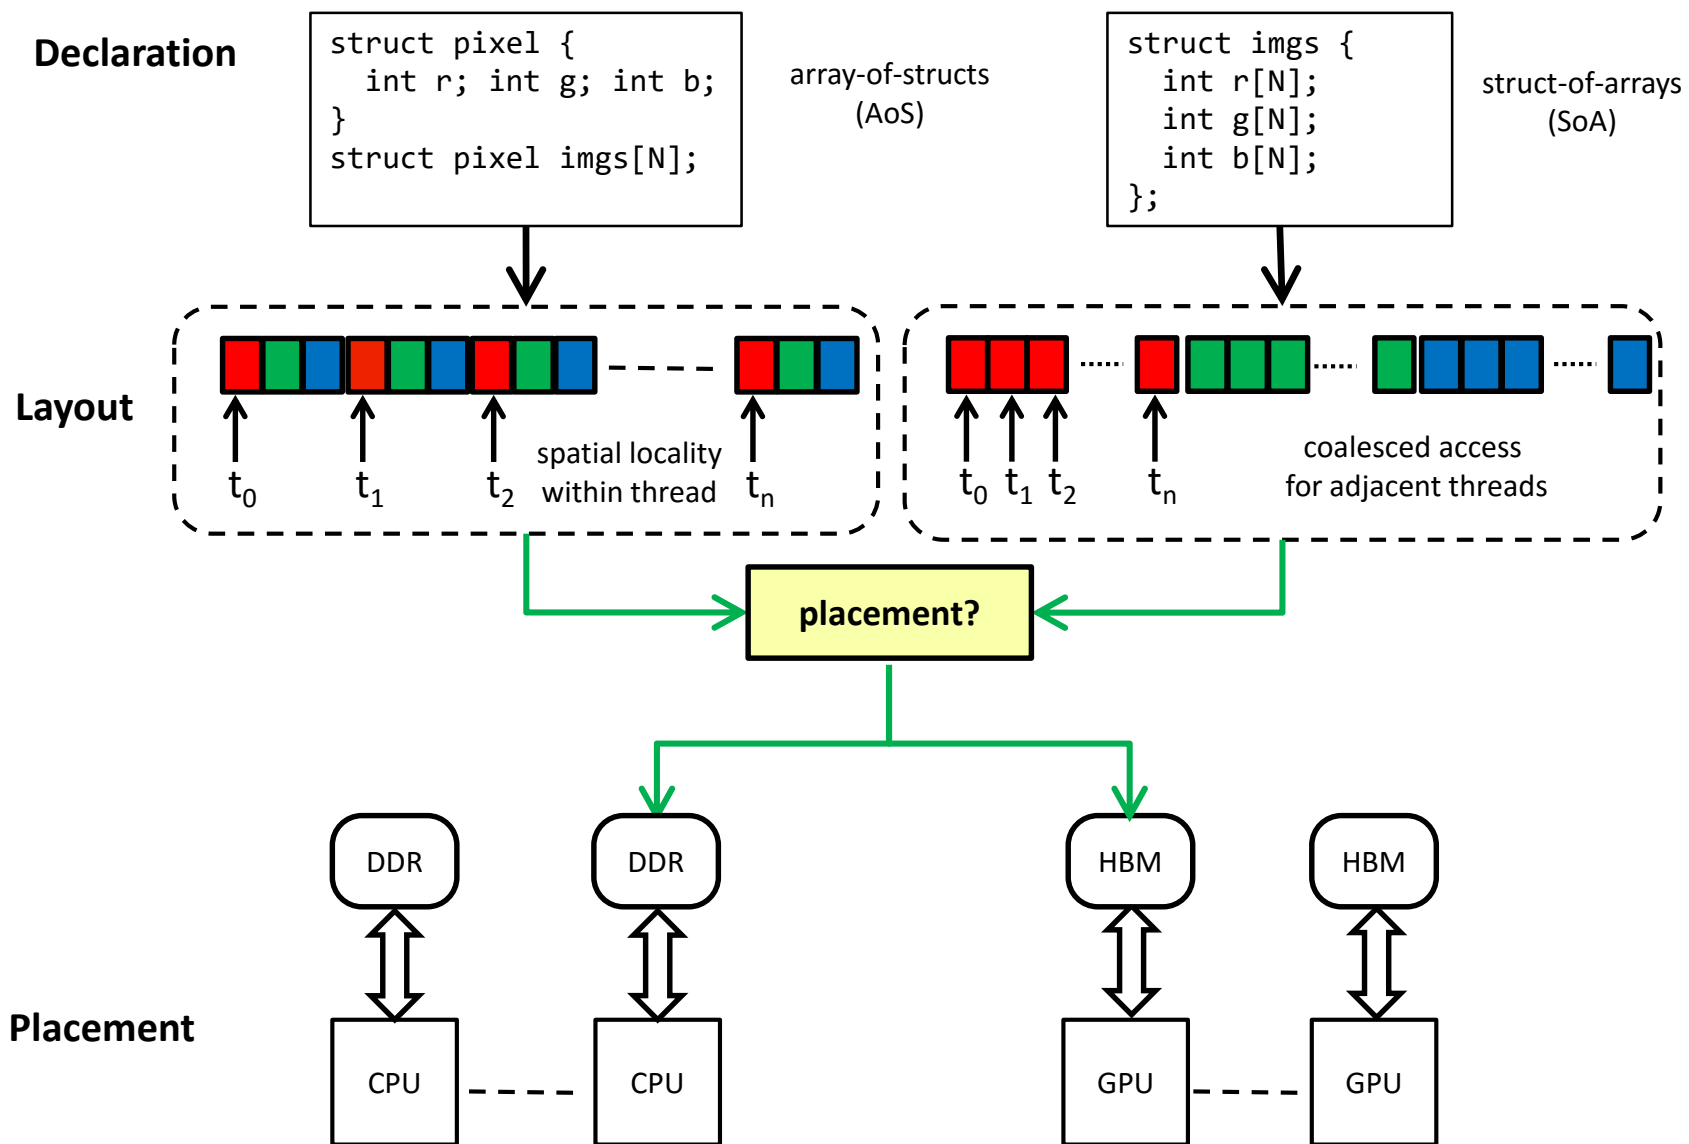 Declaration
struct pixel {
  int r; int g; int b;
}
struct pixel imgs[N];
array-of-structs
(AoS)
struct imgs {
  int r[N];
  int g[N];
  int b[N];
};
struct-of-arrays
(SoA)
Layout
t0
t1
t2
spatial locality
within thread
tn
t0
t1
t2
tn
coalesced access
for adjacent threads
placement?
DDR
DDR
HBM
HBM
Placement
CPU
CPU
GPU
GPU